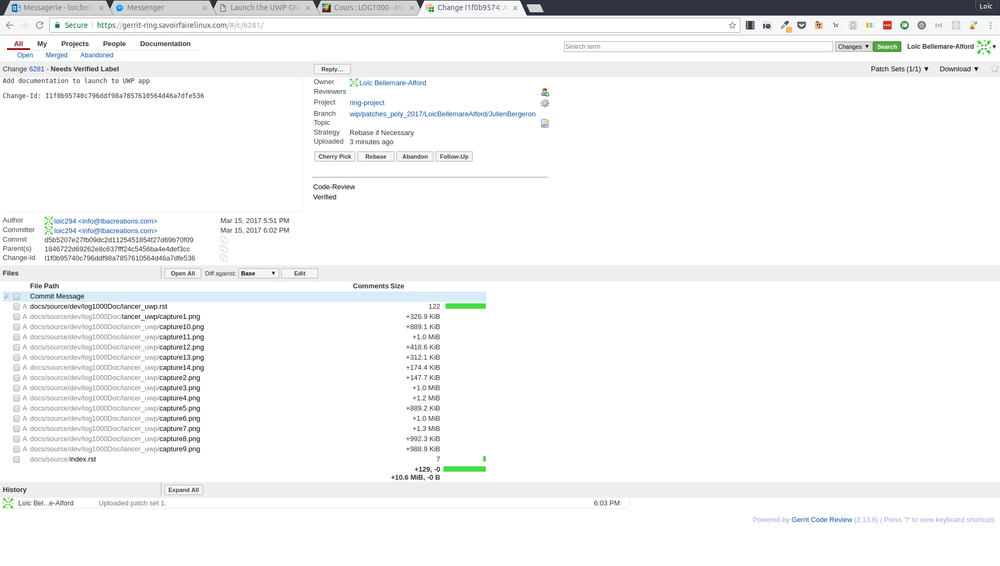 Messagerie - loicbell
Messenger
Launch the UWP GN
Cours : LOG1000 - Ing
Change I1f0b9574: A
Loïc
Secure
https://gerrit-ring.savoirfairelinux.com/#/c/6281/
All My Projects People Documentation
Open Merged Abandoned
Search term
Changes ▼
Search
Loïc Bellemare-Alford ▼
Change 6281 - Needs Verified Label
Reply…
Patch Sets (1/1) ▼
Download ▼
Add documentation to launch to UWP app
Change-Id: I1f0b95740c796ddf98a7857610564d46a7dfe536
Owner Loïc Bellemare-Alford
Reviewers
Project ring-project
Branch wip/patches_poly_2017/LoicBellemareAlford/JulienBergeron
Topic
Strategy Rebase if Necessary
Uploaded 3 minutes ago
Cherry Pick Rebase Abandon Follow-Up
Code-Review
Verified
Author loic294 <info@lbacreations.com> Mar 15, 2017 5:51 PM
Committer loic294 <info@lbacreations.com> Mar 15, 2017 6:02 PM
Commit d5b5207e27fb09dc2d1125451854f27d69b70f09
Parent(s) 1846722d69262e8c637fff24c5456ba4e4def3cc
Change-Id I1f0b95740c796ddf98a7857610564d46a7dfe536
Files Open All Diff against: Base ▼ Edit
File Path Comments Size
Commit Message
A docs/source/dev/log1000Doc/lancer_uwp.rst 122
A docs/source/dev/log1000Doc/lancer_uwp/capture1.png +326.9 KiB
A docs/source/dev/log1000Doc/lancer_uwp/capture10.png +889.1 KiB
A docs/source/dev/log1000Doc/lancer_uwp/capture11.png +1.0 MiB
A docs/source/dev/log1000Doc/lancer_uwp/capture12.png +418.6 KiB
A docs/source/dev/log1000Doc/lancer_uwp/capture13.png +312.1 KiB
A docs/source/dev/log1000Doc/lancer_uwp/capture14.png +174.4 KiB
A docs/source/dev/log1000Doc/lancer_uwp/capture2.png +147.7 KiB
A docs/source/dev/log1000Doc/lancer_uwp/capture3.png +1.0 MiB
A docs/source/dev/log1000Doc/lancer_uwp/capture4.png +1.2 MiB
A docs/source/dev/log1000Doc/lancer_uwp/capture5.png +889.2 KiB
A docs/source/dev/log1000Doc/lancer_uwp/capture6.png +1.0 MiB
A docs/source/dev/log1000Doc/lancer_uwp/capture7.png +1.3 MiB
A docs/source/dev/log1000Doc/lancer_uwp/capture8.png +992.3 KiB
A docs/source/dev/log1000Doc/lancer_uwp/capture9.png +988.9 KiB
docs/source/index.rst 7
+129, -0
+10.6 MiB, -0 B
History Expand All
Loïc Bel...e-Alford Uploaded patch set 1. 6:03 PM
Powered by Gerrit Code Review (2.13.6) | Press '?' to view keyboard shortcuts